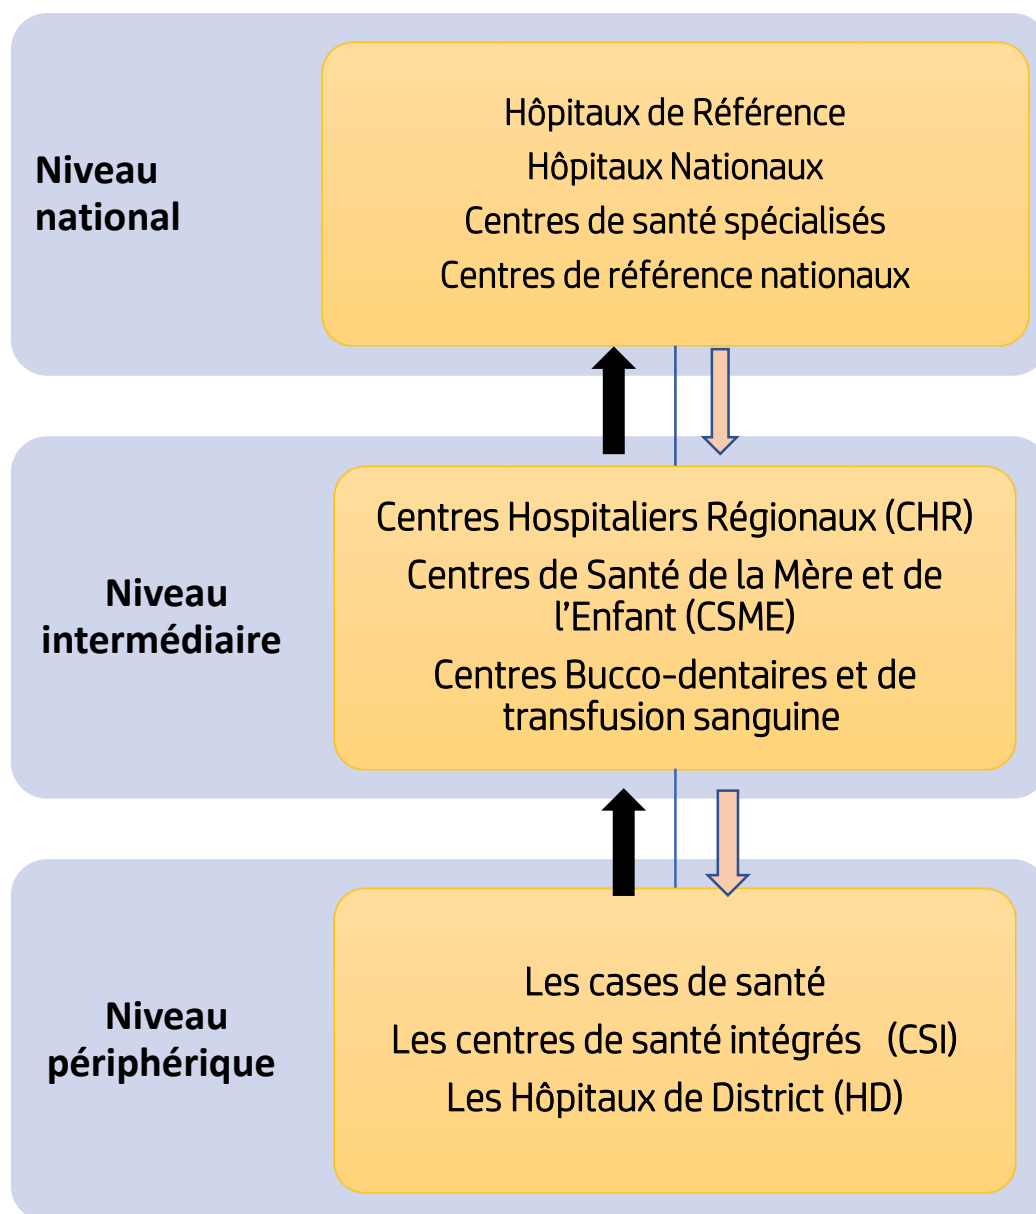 Niveau
national
Hôpitaux de Référence
Hôpitaux Nationaux
Centres de santé spécialisés
Centres de référence nationaux
Niveau
intermédiaire
Centres Hospitaliers Régionaux (CHR)
Centres de Santé de la Mère et de
l'Enfant (CSME)
Centres Bucco-dentaires et de
transfusion sanguine
Niveau
périphérique
Les cases de santé
Les centres de santé intégrés (CSI)
Les Hôpitaux de District (HD)